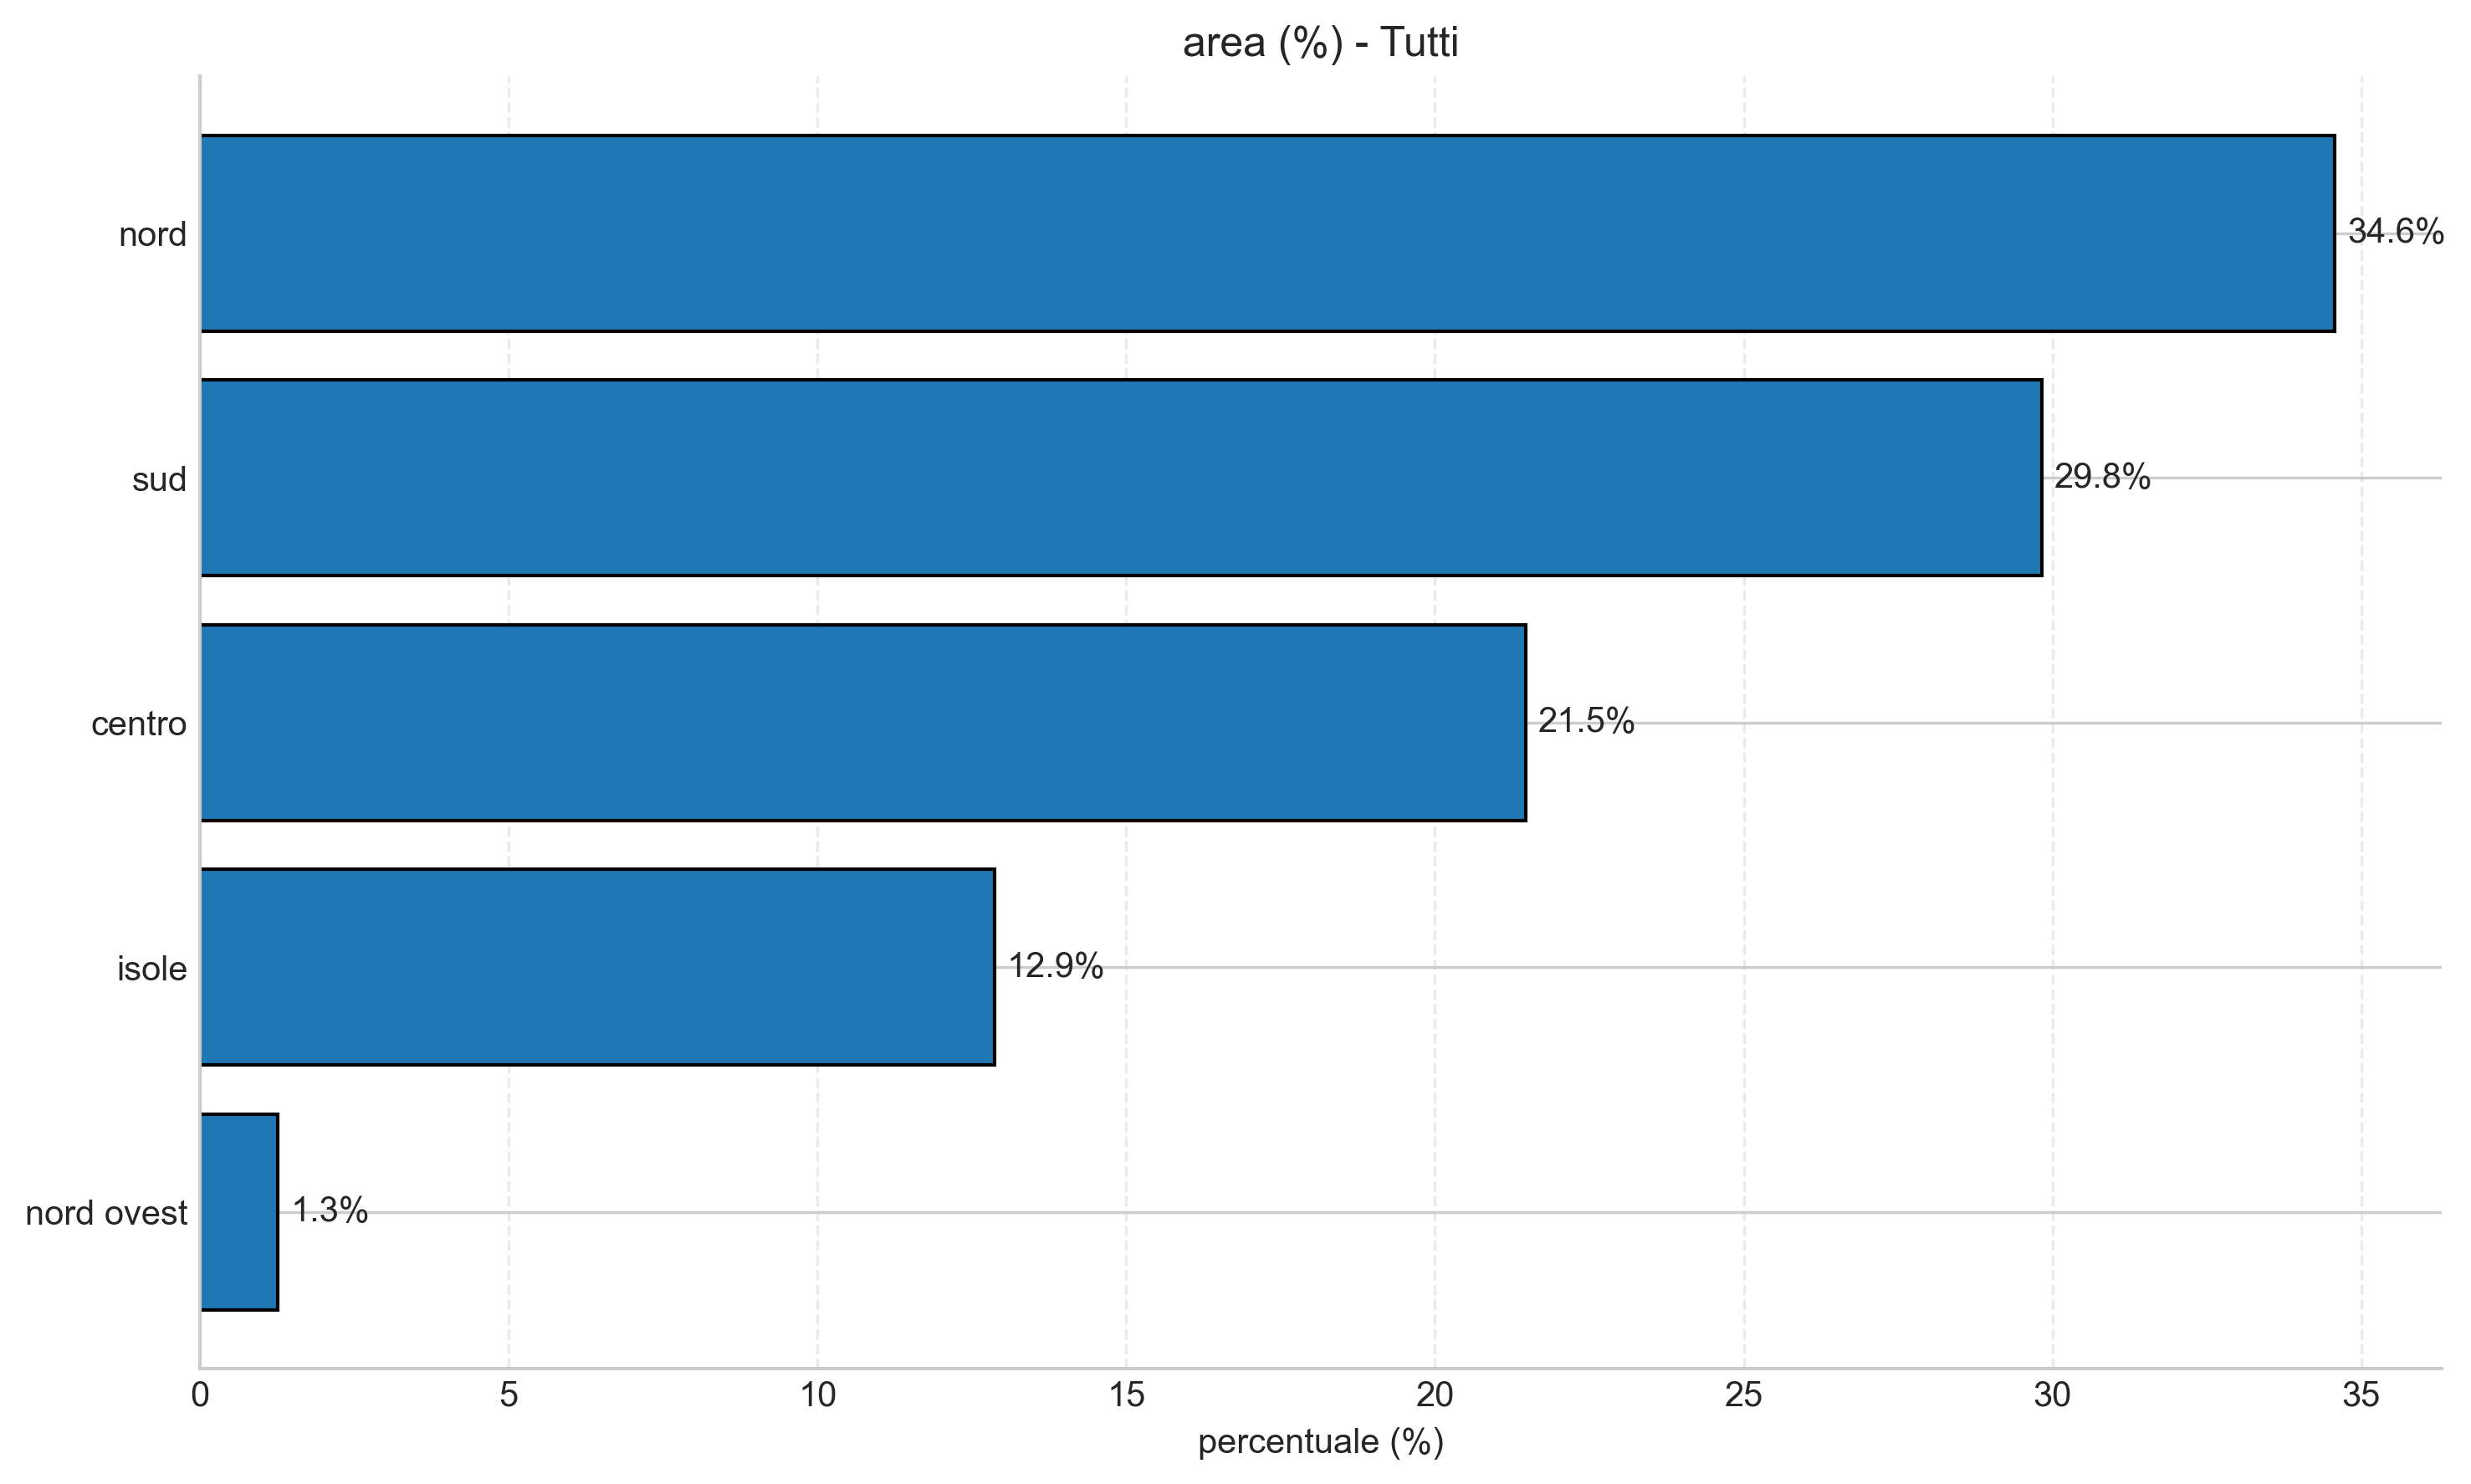 area (%) - Tutti
nord
34.6%
sud
29.8%
centro
21.5%
isole
12.9%
nord ovest
1.3%
0 5 10 15 20 25 30 35
percentuale (%)